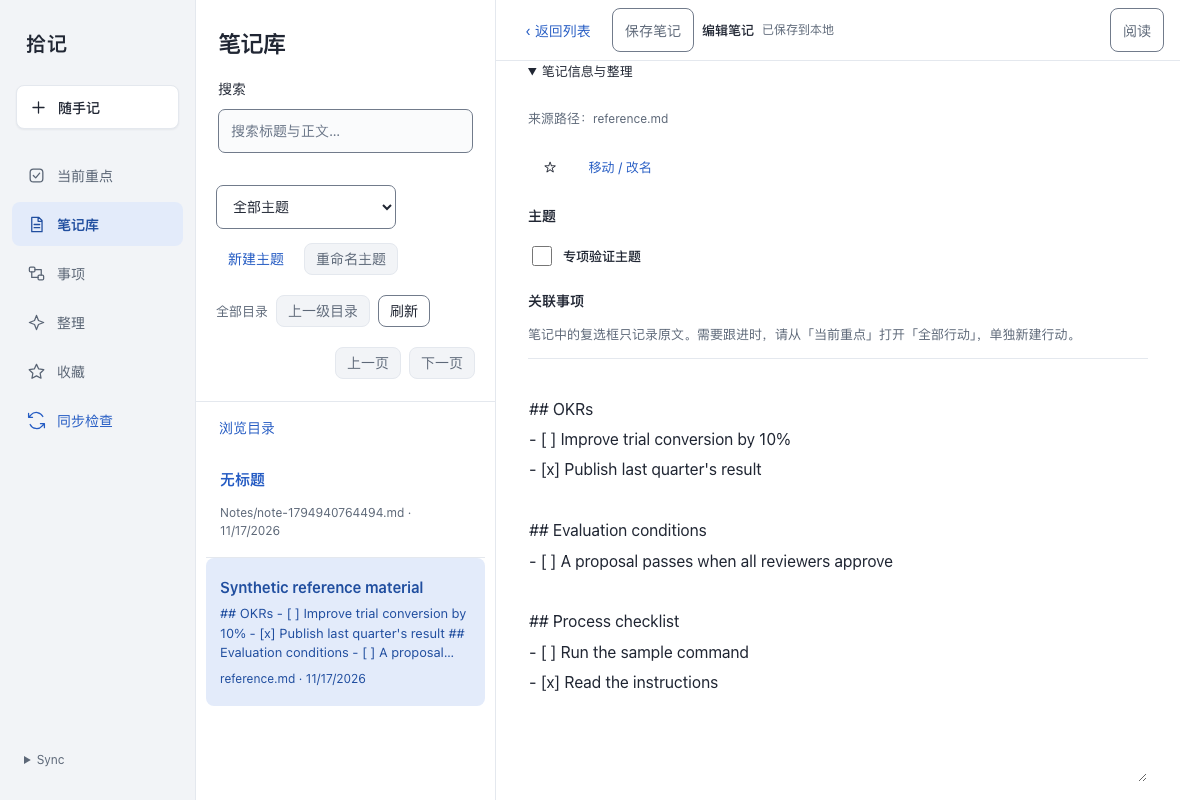 拾记
随手记
当前重点
笔记库
事项
整理
收藏
同步检查
Sync
笔记库
搜索
搜索标题与正文...
全部主题
新建主题
重命名主题
全部目录
上一级目录
刷新
上一页
下一页
浏览目录
无标题
Notes/note-1794940764494.md ·
11/17/2026
Synthetic reference material
## OKRs - [ ] Improve trial conversion by
10% - [x] Publish last quarter's result ##
Evaluation conditions - [ ] A proposal...
reference.md · 11/17/2026
‹ 返回列表
保存笔记
编辑笔记
已保存到本地
阅读
▼ 笔记信息与整理
来源路径：reference.md
移动 / 改名
主题
专项验证主题
关联事项
笔记中的复选框只记录原文。需要跟进时，请从「当前重点」打开「全部行动」，单独新建行动。
## OKRs
- [ ] Improve trial conversion by 10%
- [x] Publish last quarter's result
## Evaluation conditions
- [ ] A proposal passes when all reviewers approve
## Process checklist
- [ ] Run the sample command
- [x] Read the instructions